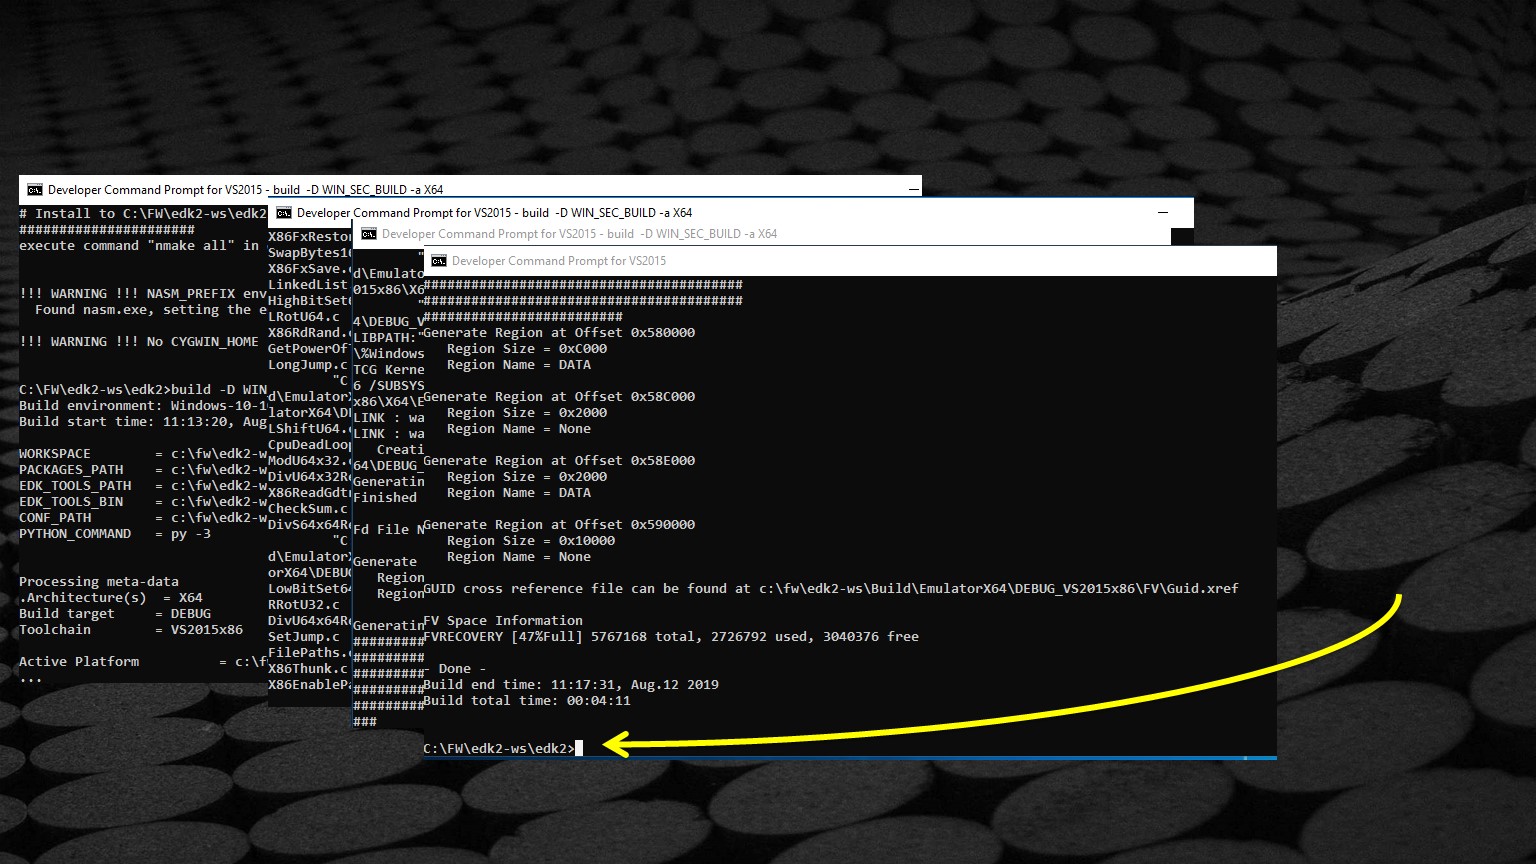 Developer Command Prompt for VS2015 - build  -D WIN_SEC_BUILD -a X64
# Install to C:\FW\edk2-ws\edk2
######################
execute command "nmake all" in
!!! WARNING !!! NASM_PREFIX env
Found nasm.exe, setting the e
!!! WARNING !!! No CYGWIN_HOME
C:\FW\edk2-ws\edk2>build -D WIN
Build environment: Windows-10-1
Build start time: 11:13:20, Aug
WORKSPACE        = c:\fw\edk2-w
PACKAGES_PATH    = c:\fw\edk2-w
EDK_TOOLS_PATH   = c:\fw\edk2-w
EDK_TOOLS_BIN    = c:\fw\edk2-w
CONF_PATH        = c:\fw\edk2-w
PYTHON_COMMAND   = py -3
Processing meta-data
.Architecture(s)  = X64
Build target     = DEBUG
Toolchain        = VS2015x86
Active Platform          = c:\f
...
Developer Command Prompt for VS2015 - build  -D WIN_SEC_BUILD -a X64
X86FxRestor
SwapBytes16
X86FxSave.c
LinkedList
HighBitSet6
LRotU64.c
X86RdRand.c
GetPowerOf
LongJump.c
"C
d\EmulatorX
latorX64\DE
LShiftU64.c
CpuDeadLoop
ModU64x32.c
DivU64x32Re
X86ReadGdtr
CheckSum.c
DivS64x64Re
"C
d\EmulatorX
orX64\DEBUG
LowBitSet64
RRotU32.c
DivU64x64Re
SetJump.c
FilePaths.c
X86Thunk.c
X86EnablePa
Developer Command Prompt for VS2015 - build  -D WIN_SEC_BUILD -a X64
"
d\Emulato
015x86\X6
"
4\DEBUG_V
LIBPATH:"
\%Windows
TCG Kerne
6 /SUBSYS
x86\X64\E
LINK : wa
LINK : wa
Creati
64\DEBUG_
Generatin
Finished
Fd File N
Generate
Region
Region
Generatin
#########
#########
#########
#########
#########
###
Developer Command Prompt for VS2015
########################################
########################################
#########################
Generate Region at Offset 0x580000
Region Size = 0xC000
Region Name = DATA
Generate Region at Offset 0x58C000
Region Size = 0x2000
Region Name = None
Generate Region at Offset 0x58E000
Region Size = 0x2000
Region Name = DATA
Generate Region at Offset 0x590000
Region Size = 0x10000
Region Name = None
GUID cross reference file can be found at c:\fw\edk2-ws\Build\EmulatorX64\DEBUG_VS2015x86\FV\Guid.xref
FV Space Information
FVRECOVERY [47%Full] 5767168 total, 2726792 used, 3040376 free
- Done -
Build end time: 11:17:31, Aug.12 2019
Build total time: 00:04:11
C:\FW\edk2-ws\edk2>